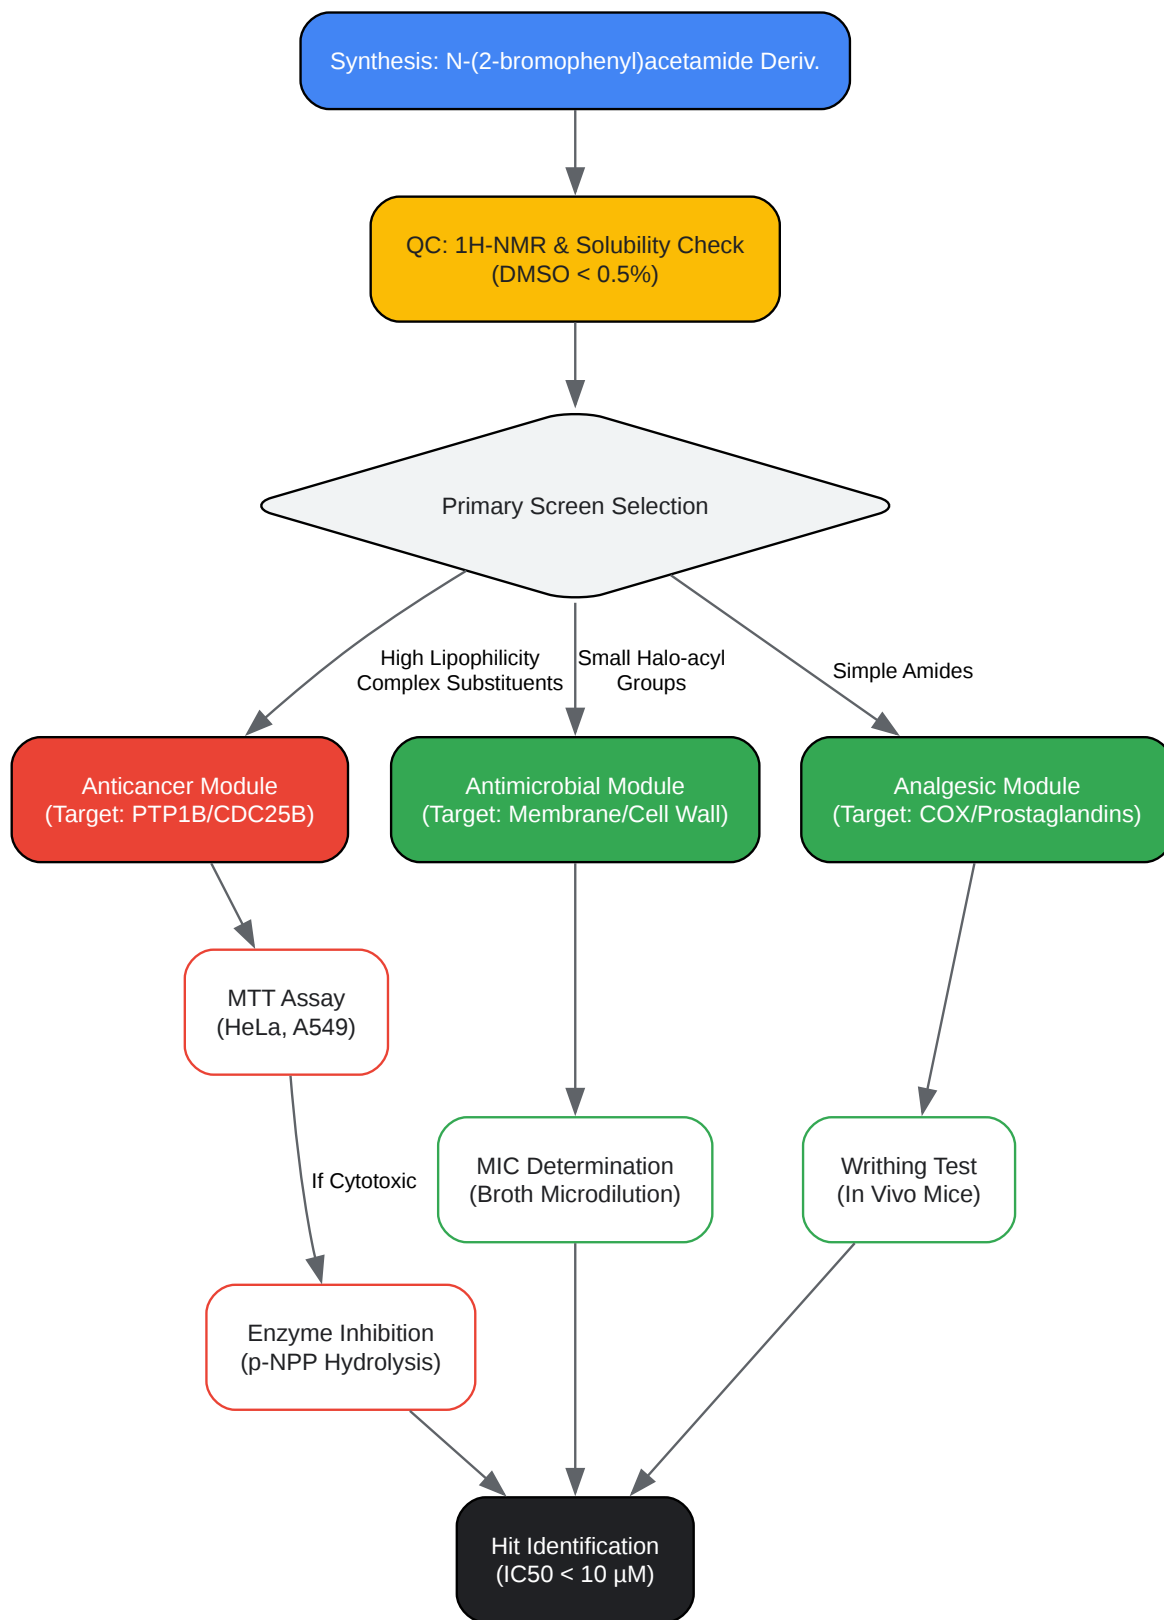 Synthesis: N-(2-bromophenyl)acetamide Deriv.
QC: 1H-NMR & Solubility Check
(DMSO < 0.5%)
Primary Screen Selection
High Lipophilicity
Complex Substituents
Small Halo-acyl
Groups
Simple Amides
Anticancer Module
(Target: PTP1B/CDC25B)
Antimicrobial Module
(Target: Membrane/Cell Wall)
Analgesic Module
(Target: COX/Prostaglandins)
MTT Assay
(HeLa, A549)
If Cytotoxic
MIC Determination
(Broth Microdilution)
Writhing Test
(In Vivo Mice)
Enzyme Inhibition
(p-NPP Hydrolysis)
Hit Identification
(IC50 < 10 µM)